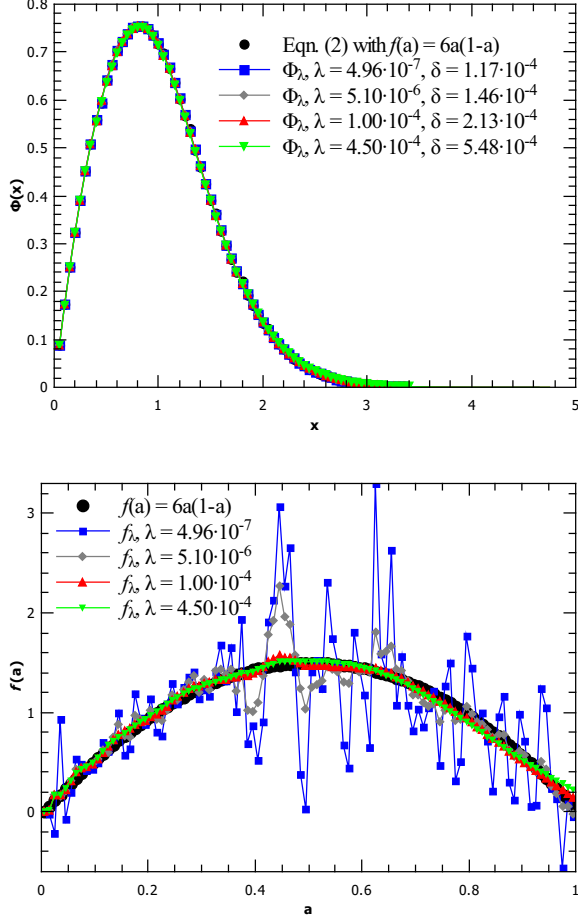 0.8
0.7
0.6
0.5
0.4
0.3
0.2
0.1
0
Φ(x)
Eqn. (2) with f(a) = 6a(1-a)
Φλ, λ = 4.96·10⁻⁷, δ = 1.17·10⁻⁴
Φλ, λ = 5.10·10⁻⁶, δ = 1.46·10⁻⁴
Φλ, λ = 1.00·10⁻⁴, δ = 2.13·10⁻⁴
Φλ, λ = 4.50·10⁻⁴, δ = 5.48·10⁻⁴
0 1 2 3 4 5
x
3
2
1
0
f(a)
f(a) = 6a(1-a)
fλ, λ = 4.96·10⁻⁷
fλ, λ = 5.10·10⁻⁶
fλ, λ = 1.00·10⁻⁴
fλ, λ = 4.50·10⁻⁴
0 0.2 0.4 0.6 0.8 1
a